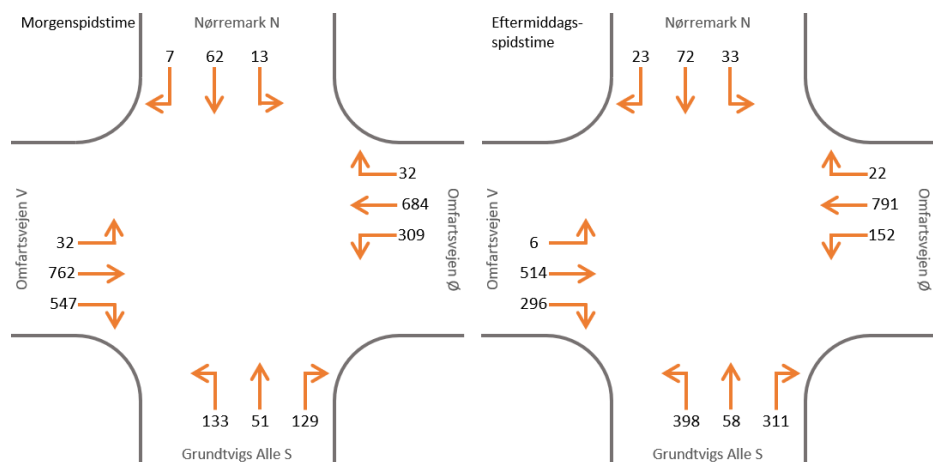 Morgenspidstime
Nørremark N
7 62 13
32
684
309
Omfartsvejen V
Omfartsvejen Ø
32
762
547
133 51 129
Grundtvigs Alle S
Eftermiddags-
spidstime
Nørremark N
23 72 33
22
791
152
Omfartsvejen V
Omfartsvejen Ø
6
514
296
398 58 311
Grundtvigs Alle S